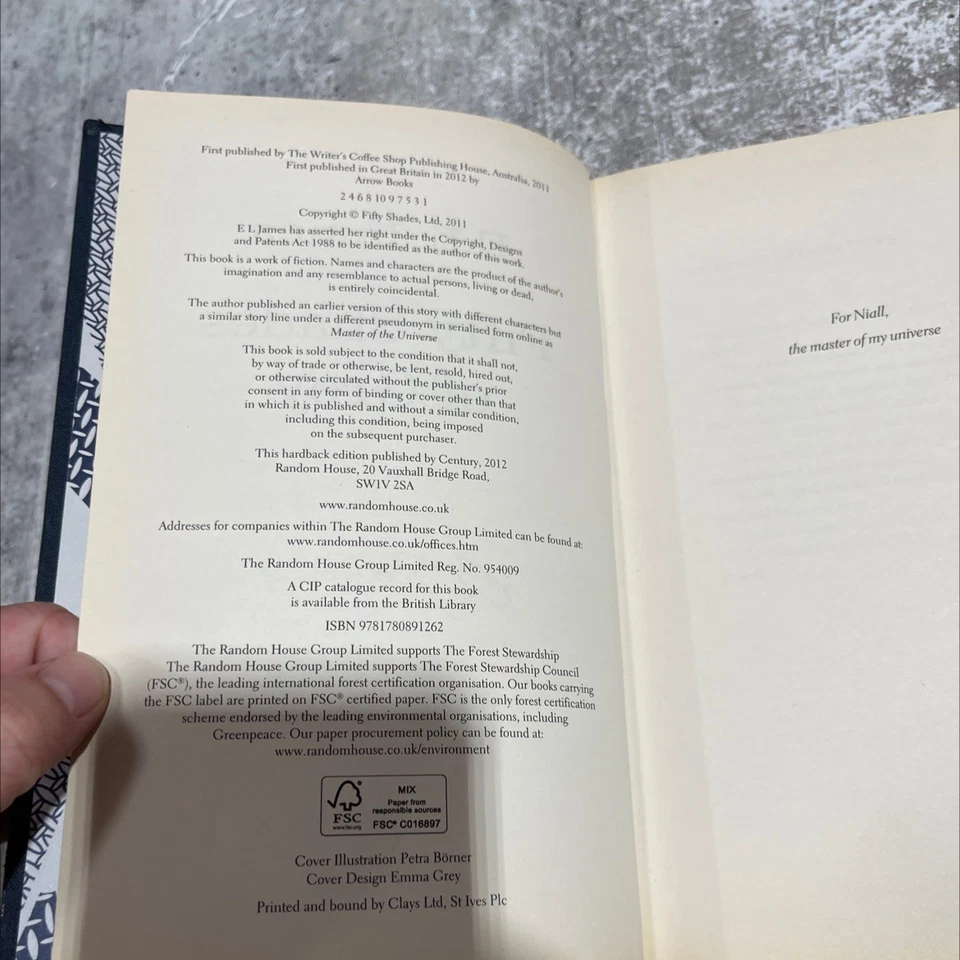 First published by The Writer's Coffee Shop Publishing House, Australia, 2011
First published in Great Britain in 2012 by
Arrow Books
2 4 6 8 10 9 7 5 3 1
Copyright © Fifty Shades, Ltd, 2011
E L James has asserted her right under the Copyright, Designs
and Patents Act 1988 to be identified as the author of this work.
This book is a work of fiction. Names and characters are the product of the author's
imagination and any resemblance to actual persons, living or dead,
is entirely coincidental.
The author published an earlier version of this story with different characters but
a similar story line under a different pseudonym in serialised form online as
Master of the Universe
This book is sold subject to the condition that it shall not,
by way of trade or otherwise, be lent, resold, hired out,
or otherwise circulated without the publisher's prior
consent in any form of binding or cover other than that
in which it is published and without a similar condition,
including this condition, being imposed
on the subsequent purchaser.
This hardback edition published by Century, 2012
Random House, 20 Vauxhall Bridge Road,
SW1V 2SA
www.randomhouse.co.uk
Addresses for companies within The Random House Group Limited can be found at:
www.randomhouse.co.uk/offices.htm
The Random House Group Limited Reg. No. 954009
A CIP catalogue record for this book
is available from the British Library
ISBN 9781780891262
The Random House Group Limited supports The Forest Stewardship
The Random House Group Limited supports The Forest Stewardship Council
(FSC®), the leading international forest certification organisation. Our books carrying
the FSC label are printed on FSC® certified paper. FSC is the only forest certification
scheme endorsed by the leading environmental organisations, including
Greenpeace. Our paper procurement policy can be found at:
www.randomhouse.co.uk/environment
FSC
www.fsc.org
MIX
Paper from
responsible sources
FSC® C016897
Cover Illustration Petra Börner
Cover Design Emma Grey
Printed and bound by Clays Ltd, St Ives Plc
For Niall,
the master of my universe